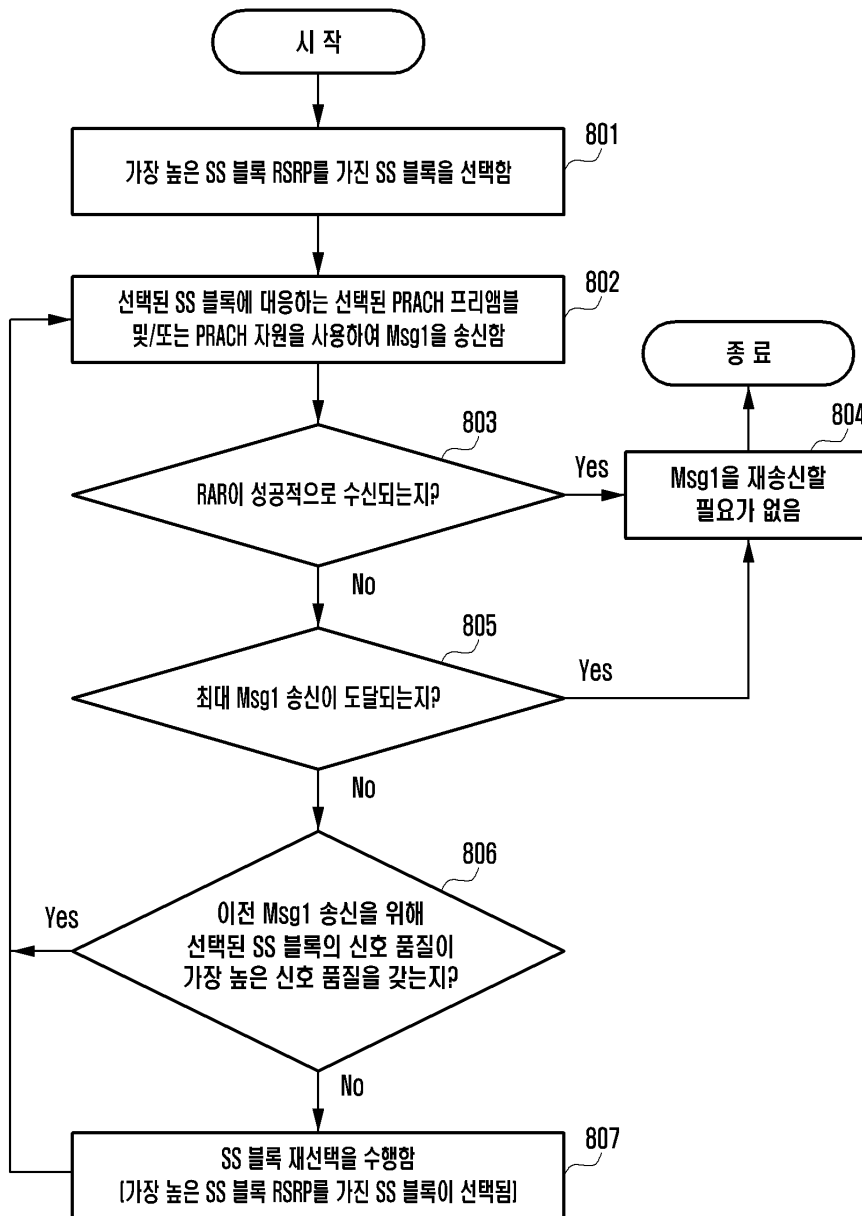 시 작
801
가장 높은 SS 블록 RSRP를 가진 SS 블록을 선택함
802
선택된 SS 블록에 대응하는 선택된 PRACH 프리앰블
및/또는 PRACH 자원을 사용하여 Msg1을 송신함
종 료
803
RAR이 성공적으로 수신되는지?
Yes
804
Msg1을 재송신할
필요가 없음
No
805
최대 Msg1 송신이 도달되는지?
Yes
No
806
이전 Msg1 송신을 위해
선택된 SS 블록의 신호 품질이
가장 높은 신호 품질을 갖는지?
Yes
No
807
SS 블록 재선택을 수행함
[가장 높은 SS 블록 RSRP를 가진 SS 블록이 선택됨]